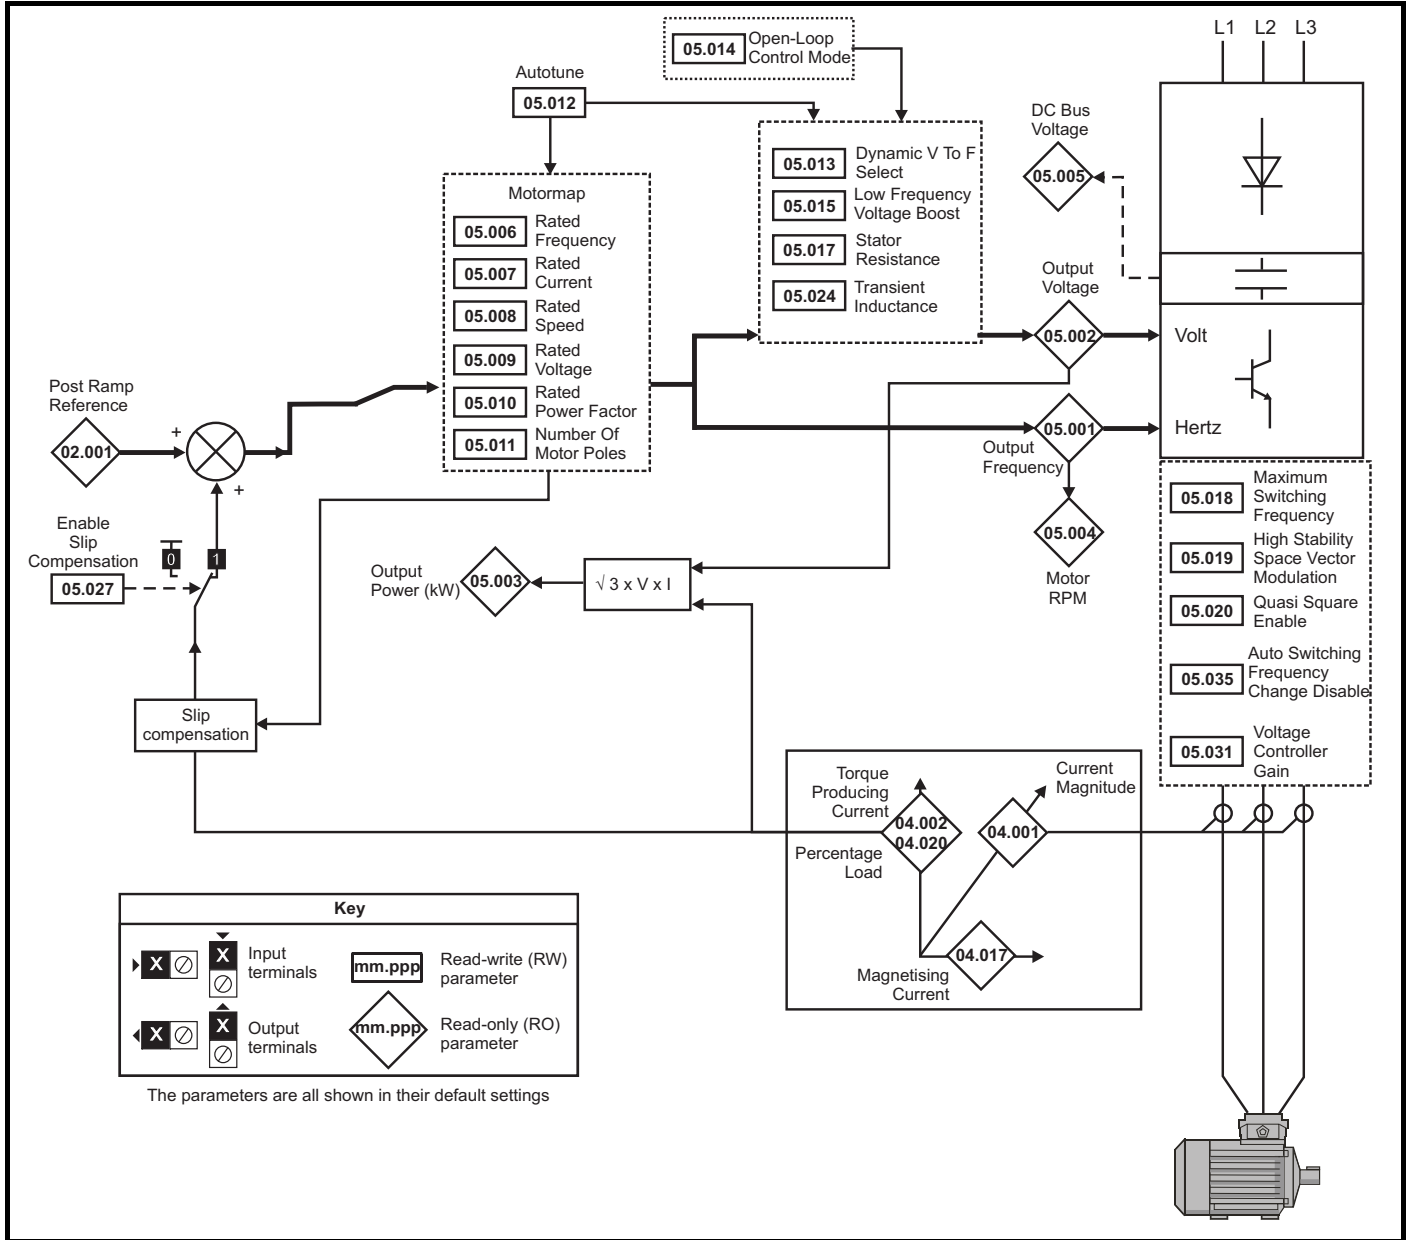 L1 L2 L3
05.014
Open-Loop
Control Mode
Autotune
05.012
DC Bus
Voltage
05.005
05.013
Dynamic V To F
Select
05.015
Low Frequency
Voltage Boost
05.017
Stator
Resistance
05.024
Transient
Inductance
Motormap
05.006
Rated
Frequency
05.007
Rated
Current
05.008
Rated
Speed
05.009
Rated
Voltage
05.010
Rated
Power Factor
05.011
Number Of
Motor Poles
Output
Voltage
05.002
Volt
Post Ramp
Reference
02.001
+
+
05.001
Output
Frequency
Hertz
05.004
Motor
RPM
Enable
Slip
Compensation
05.027
0
1
Output
Power (kW)
05.003
√ 3 x V x I
05.018
Maximum
Switching
Frequency
05.019
High Stability
Space Vector
Modulation
05.020
Quasi Square
Enable
05.035
Auto Switching
Frequency
Change Disable
05.031
Voltage
Controller
Gain
Slip
compensation
Torque
Producing
Current
04.002
04.020
Percentage
Load
Current
Magnitude
04.001
04.017
Magnetising
Current
Key
X
X
Input
terminals
mm.ppp
Read-write (RW)
parameter
X
X
Output
terminals
mm.ppp
Read-only (RO)
parameter
The parameters are all shown in their default settings